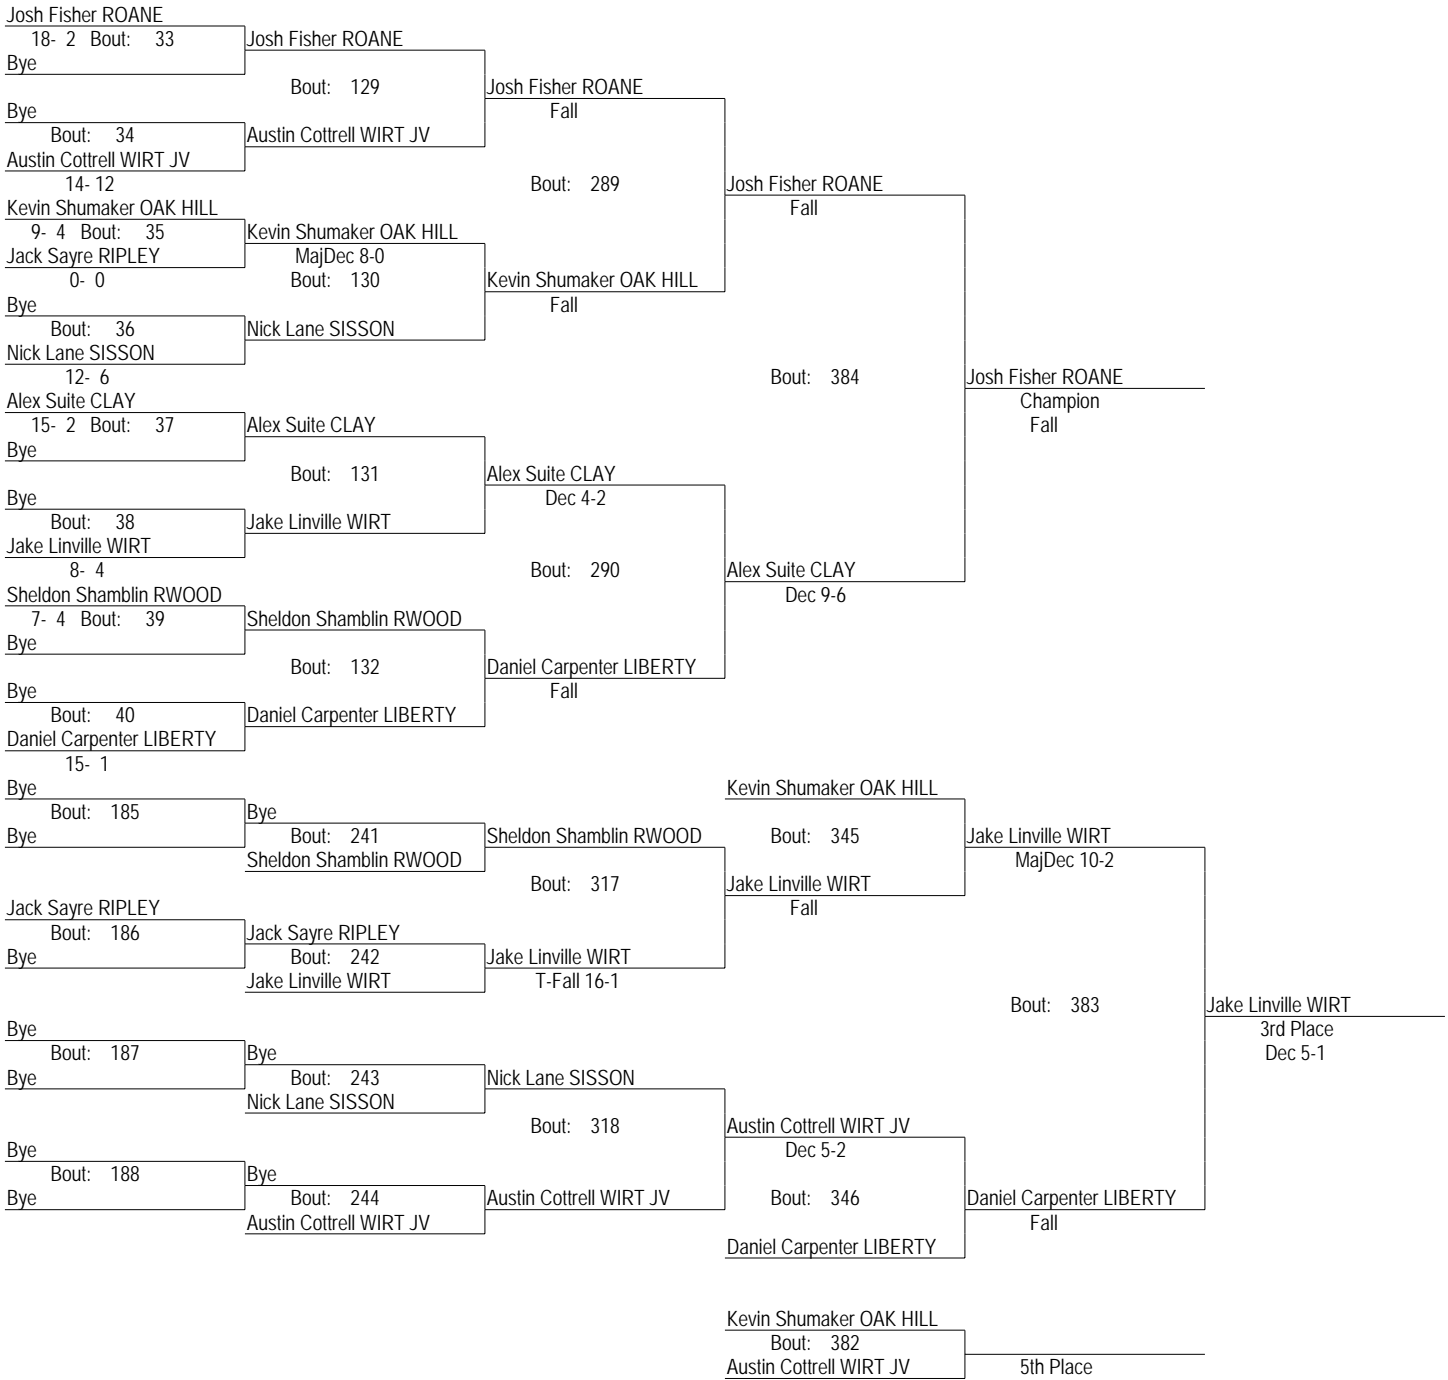 Josh Fisher ROANE
18- 2 Bout: 33
Josh Fisher ROANE
Bye
Bout: 129
Josh Fisher ROANE
Bye
Fall
Bout: 34
Austin Cottrell WIRT JV
Austin Cottrell WIRT JV
14- 12
Bout: 289
Josh Fisher ROANE
Kevin Shumaker OAK HILL
Fall
9- 4 Bout: 35
Kevin Shumaker OAK HILL
Jack Sayre RIPLEY
MajDec 8-0
0- 0
Bout: 130
Kevin Shumaker OAK HILL
Bye
Fall
Bout: 36
Nick Lane SISSON
Nick Lane SISSON
12- 6
Bout: 384
Josh Fisher ROANE
Alex Suite CLAY
Champion
15- 2 Bout: 37
Alex Suite CLAY
Fall
Bye
Bout: 131
Alex Suite CLAY
Bye
Dec 4-2
Bout: 38
Jake Linville WIRT
Jake Linville WIRT
8- 4
Bout: 290
Alex Suite CLAY
Sheldon Shamblin RWOOD
Dec 9-6
7- 4 Bout: 39
Sheldon Shamblin RWOOD
Bye
Bout: 132
Daniel Carpenter LIBERTY
Bye
Fall
Bout: 40
Daniel Carpenter LIBERTY
Daniel Carpenter LIBERTY
15- 1
Bye
Kevin Shumaker OAK HILL
Bout: 185
Bye
Bye
Bout: 241
Sheldon Shamblin RWOOD
Bout: 345
Jake Linville WIRT
Sheldon Shamblin RWOOD
MajDec 10-2
Bout: 317
Jake Linville WIRT
Jack Sayre RIPLEY
Fall
Bout: 186
Jack Sayre RIPLEY
Bye
Bout: 242
Jake Linville WIRT
Jake Linville WIRT
T-Fall 16-1
Bout: 383
Jake Linville WIRT
Bye
3rd Place
Bout: 187
Bye
Dec 5-1
Bye
Bout: 243
Nick Lane SISSON
Nick Lane SISSON
Bout: 318
Austin Cottrell WIRT JV
Bye
Dec 5-2
Bout: 188
Bye
Bye
Bout: 244
Austin Cottrell WIRT JV
Bout: 346
Daniel Carpenter LIBERTY
Austin Cottrell WIRT JV
Fall
Daniel Carpenter LIBERTY
Kevin Shumaker OAK HILL
Bout: 382
Austin Cottrell WIRT JV
5th Place